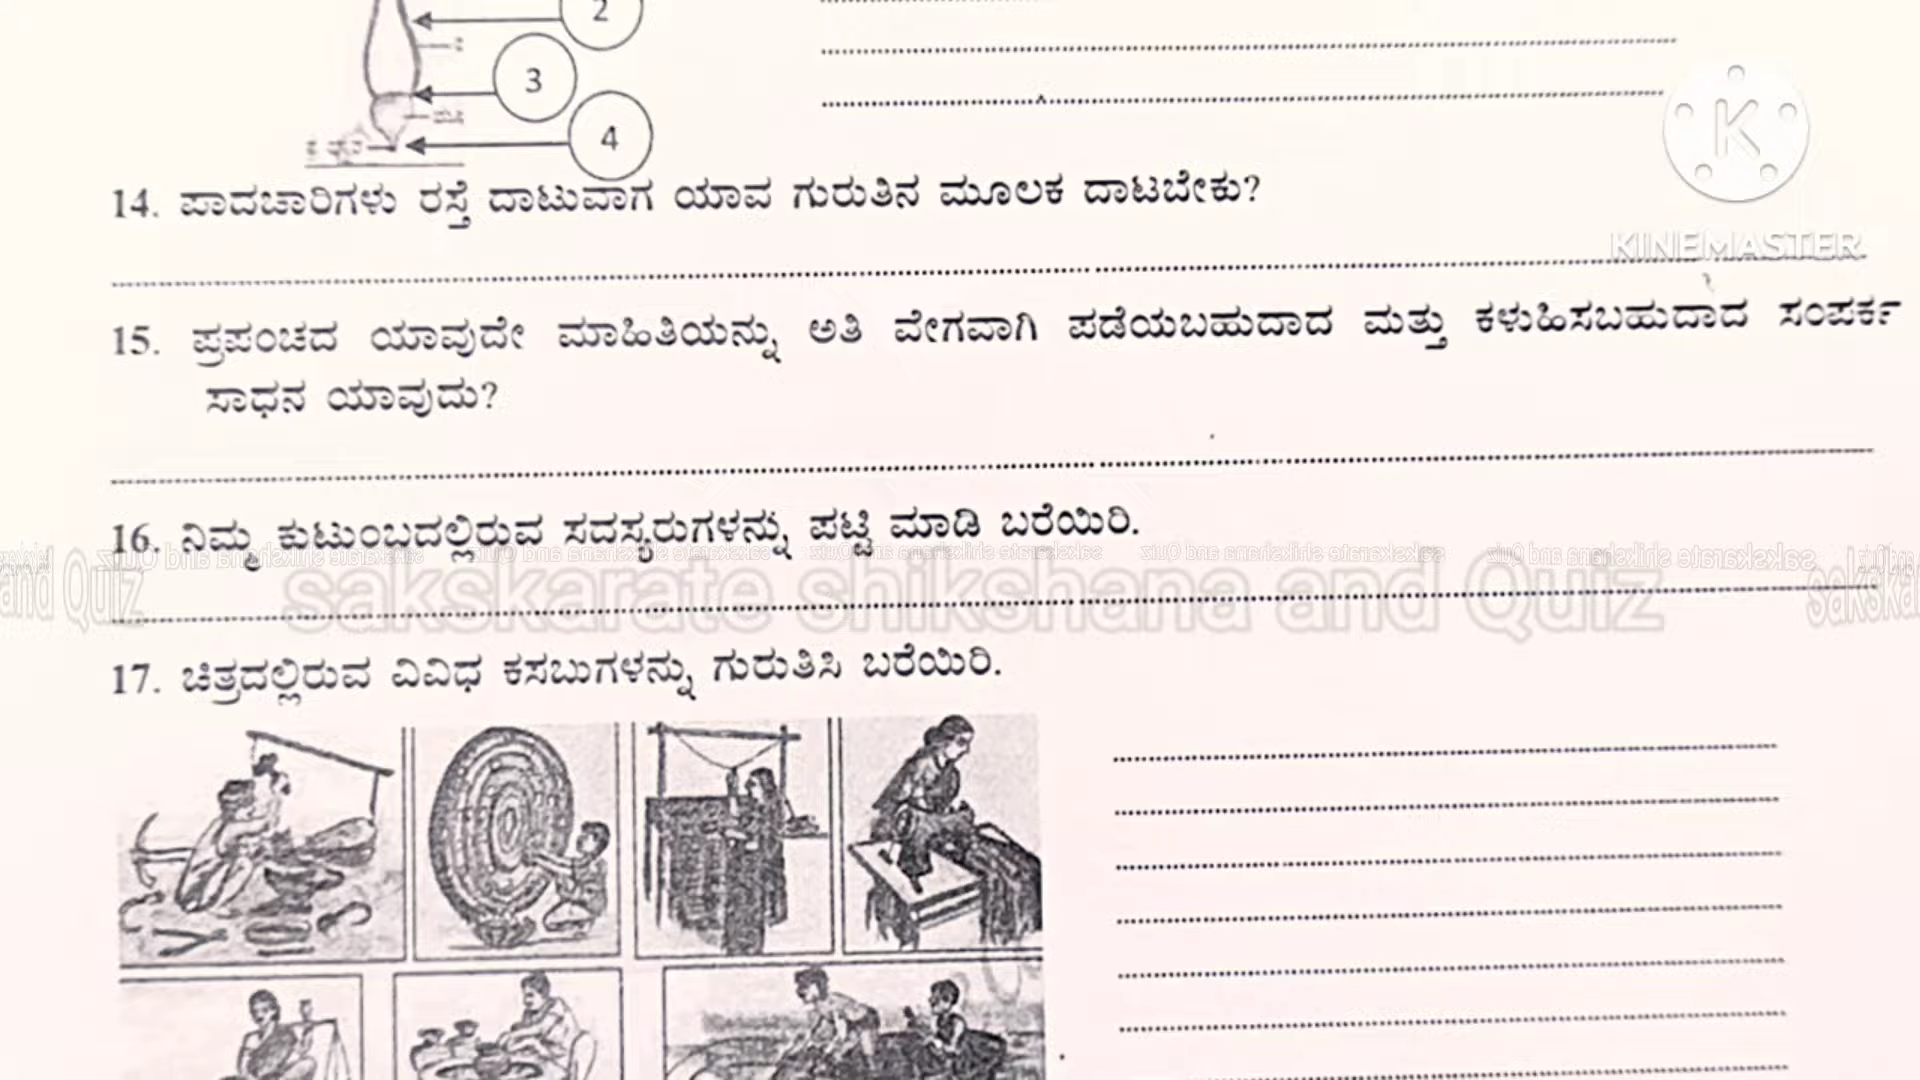 2
3
4
14. ಪಾದಚಾರಿಗಳು ರಸ್ತೆ ದಾಟುವಾಗ ಯಾವ ಗುರುತಿನ ಮೂಲಕ ದಾಟಬೇಕು?
K
KINEMASTER
15. ಪ್ರಪಂಚದ ಯಾವುದೇ ಮಾಹಿತಿಯನ್ನು ಅತಿ ವೇಗವಾಗಿ ಪಡೆಯಬಹುದಾದ ಮತ್ತು ಕಳುಹಿಸಬಹುದಾದ ಸಂಪರ್ಕ
ಸಾಧನ ಯಾವುದು?
16. ನಿಮ್ಮ ಕುಟುಂಬದಲ್ಲಿರುವ ಸದಸ್ಯರುಗಳನ್ನು ಪಟ್ಟಿ ಮಾಡಿ ಬರೆಯಿರಿ.
sakskarate shikshana and Quiz
17. ಚಿತ್ರದಲ್ಲಿರುವ ವಿವಿಧ ಕಸಬುಗಳನ್ನು ಗುರುತಿಸಿ ಬರೆಯಿರಿ.